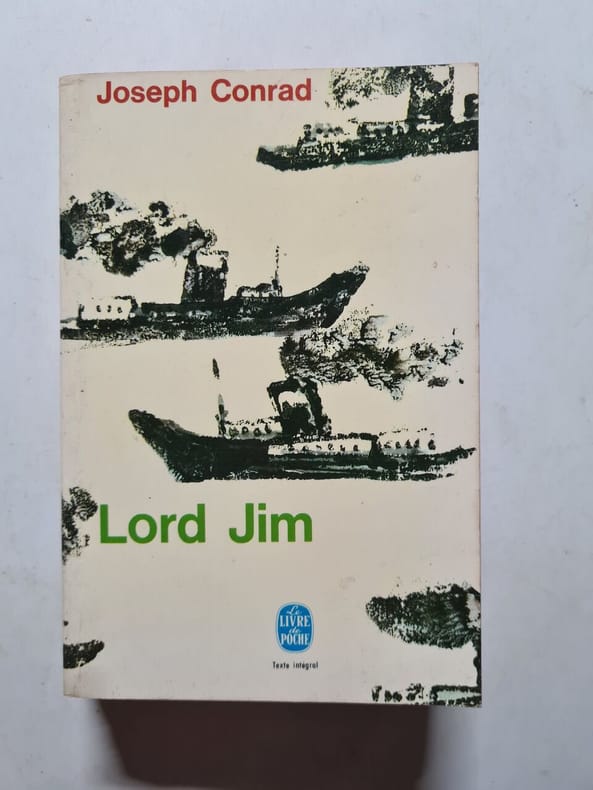 Joseph Conrad
Lord Jim
Le
LIVRE
de
POCHE
Texte intégral